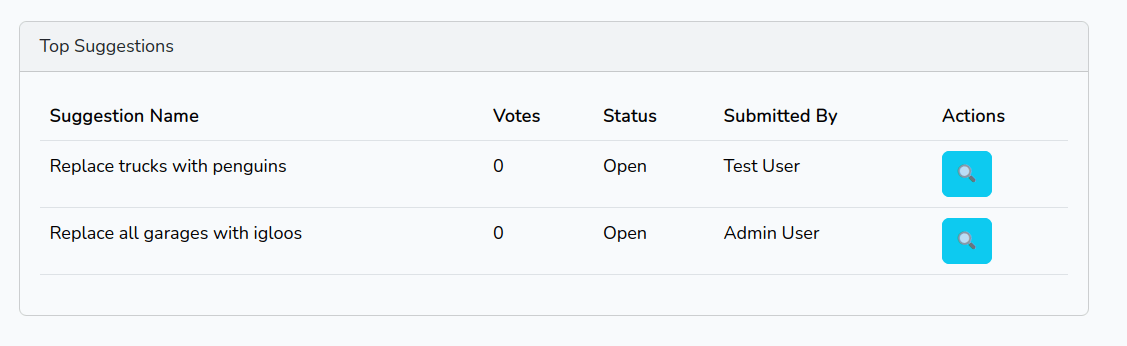 Top Suggestions
Suggestion Name Votes Status Submitted By Actions
Replace trucks with penguins 0 Open Test User
Replace all garages with igloos 0 Open Admin User